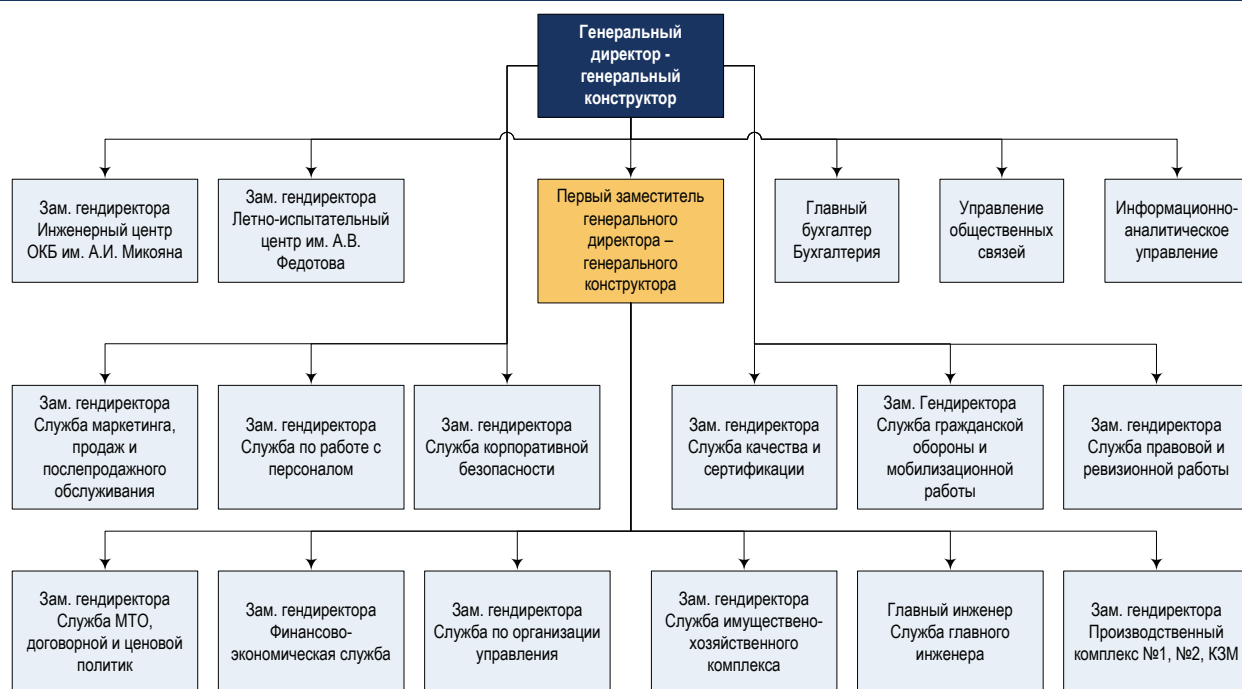 Генеральный
директор -
генеральный
конструктор
Зам. гендиректора
Инженерный центр
ОКБ им. А.И. Микояна
Зам. гендиректора
Летно-испытательный
центр им. А.В.
Федотова
Первый заместитель
генерального
директора –
генерального
конструктора
Главный
бухгалтер
Бухгалтерия
Управление
общественных
связей
Информационно-
аналитическое
управление
Зам. гендиректора
Служба маркетинга,
продаж и
послепродажного
обслуживания
Зам. гендиректора
Служба по работе с
персоналом
Зам. гендиректора
Служба корпоративной
безопасности
Зам. гендиректора
Служба качества и
сертификации
Зам. Гендиректора
Служба гражданской
обороны и
мобилизационной
работы
Зам. гендиректора
Служба правовой и
ревизионной работы
Зам. гендиректора
Служба МТО,
договорной и ценовой
политик
Зам. гендиректора
Финансово-
экономическая служба
Зам. гендиректора
Служба по организации
управления
Зам. гендиректора
Служба имущественo-
хозяйственного
комплекса
Главный инженер
Служба главного
инженера
Зам. гендиректора
Производственный
комплекс №1, №2, КЗМ